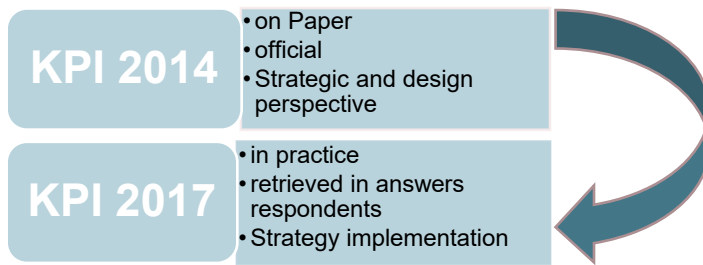 KPI 2014
• on Paper
• official
• Strategic and design
perspective
KPI 2017
• in practice
• retrieved in answers
respondents
• Strategy implementation